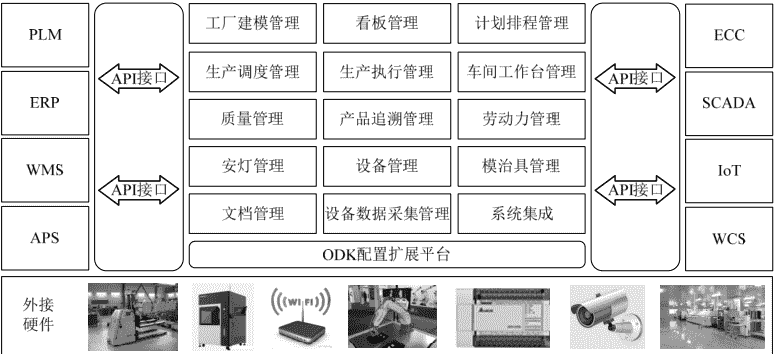 PLM
ERP
WMS
APS
API接口
API接口
工厂建模管理
看板管理
计划排程管理
生产调度管理
生产执行管理
车间工作台管理
质量管理
产品追溯管理
劳动力管理
安灯管理
设备管理
模治具管理
文档管理
设备数据采集管理
系统集成
ODK配置扩展平台
API接口
API接口
ECC
SCADA
IoT
WCS
外接
硬件
WiFi